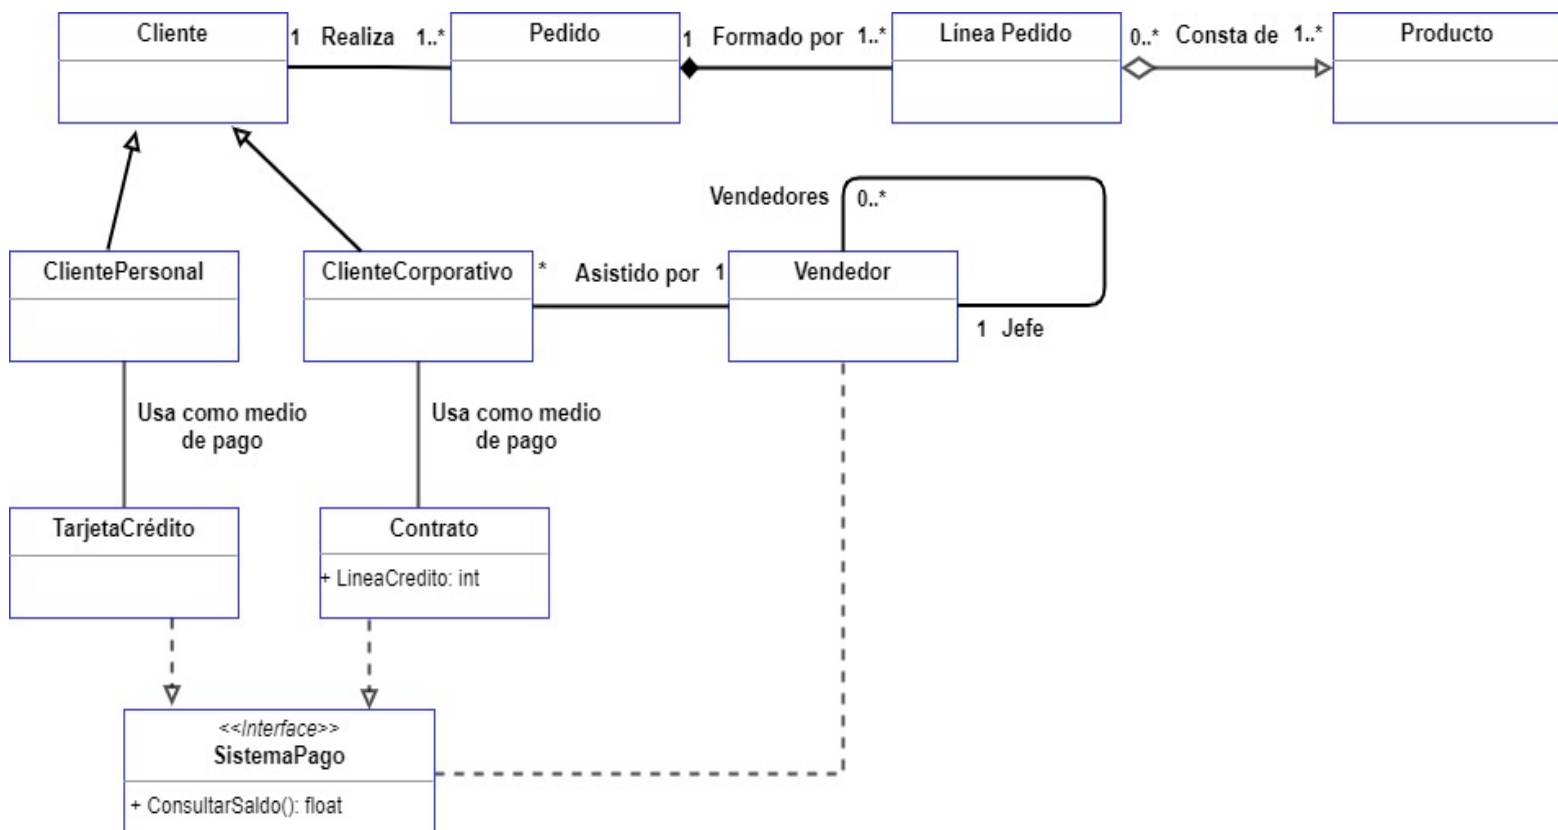 Cliente
1 Realiza 1..*
Pedido
1 Formado por 1..*
Línea Pedido
0..* Consta de 1..*
Producto
Vendedores 0..*
ClientePersonal
ClienteCorporativo
* Asistido por 1
Vendedor
1 Jefe
Usa como medio
de pago
Usa como medio
de pago
TarjetaCrédito
Contrato
+ LineaCredito: int
<<Interface>>
SistemaPago
+ ConsultarSaldo(): float